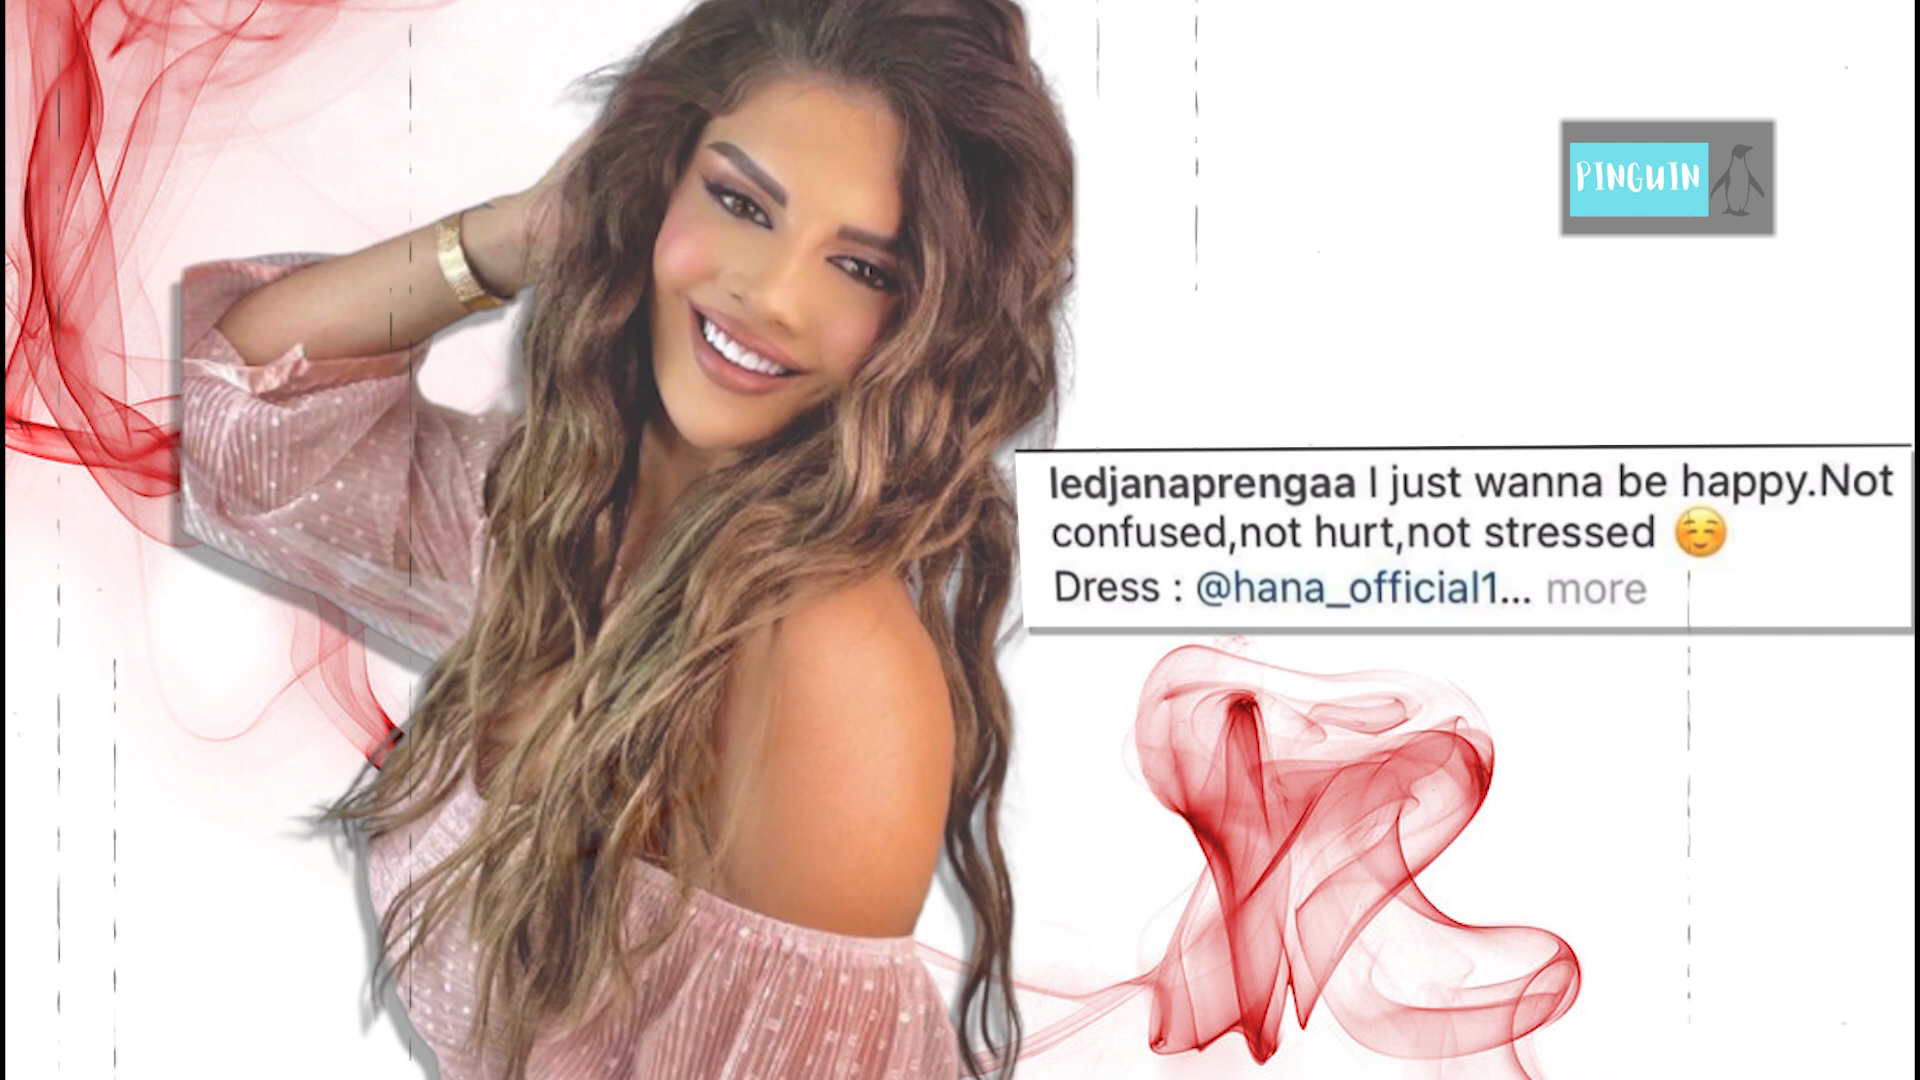 PINGUIN
ledjanaprengaa I just wanna be happy.Not
confused,not hurt,not stressed ☺️
Dress : @hana_official1... more